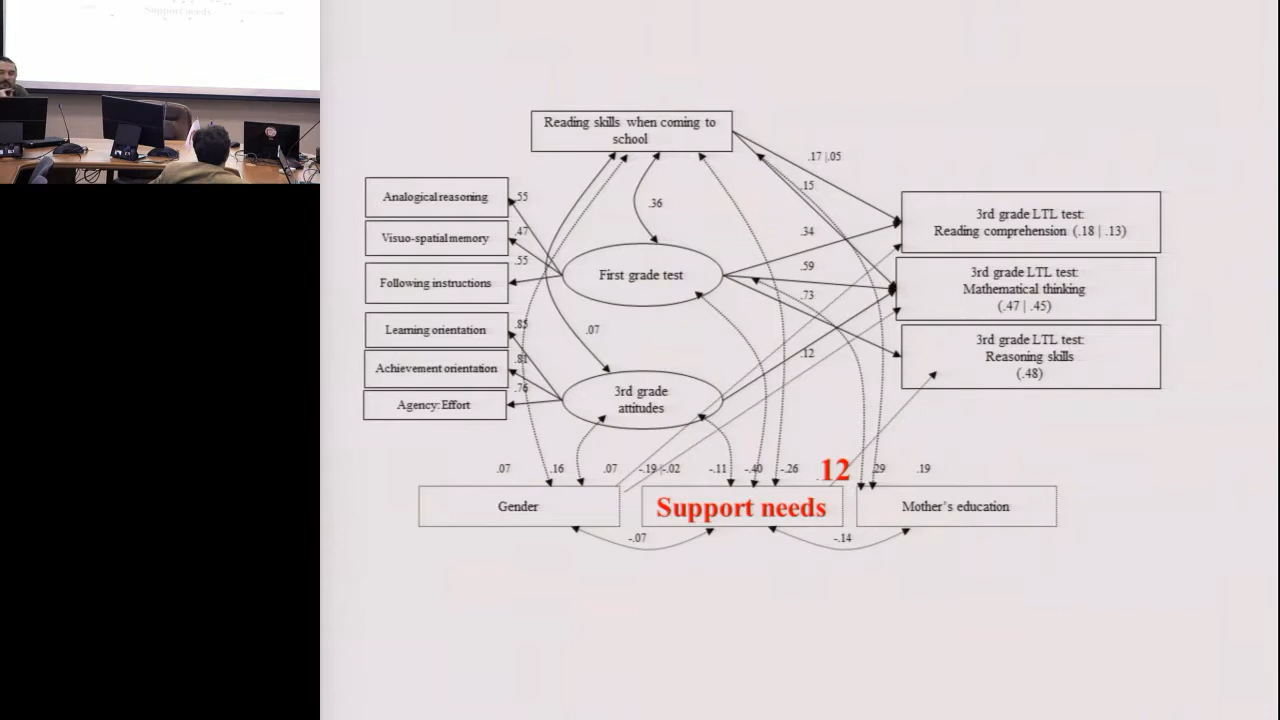 Support needs
Reading skills when coming to
school
.17 |.05
.15
Analogical reasoning
.55
.36
Visuo-spatial memory
.47
.34
3rd grade LTL test:
Reading comprehension (.18 | .13)
Following instructions
.55
First grade test
.59
.73
3rd grade LTL test:
Mathematical thinking
(.47 | .45)
Learning orientation
.85
.07
Achievement orientation
.81
.12
3rd grade LTL test:
Reasoning skills
(.48)
Agency: Effort
.76
3rd grade
attitudes
.07
.16
.07
-.19 |-.02
-.11
-.40
-.26
12
.29
.19
Gender
Support needs
Mother's education
-.07
-.14